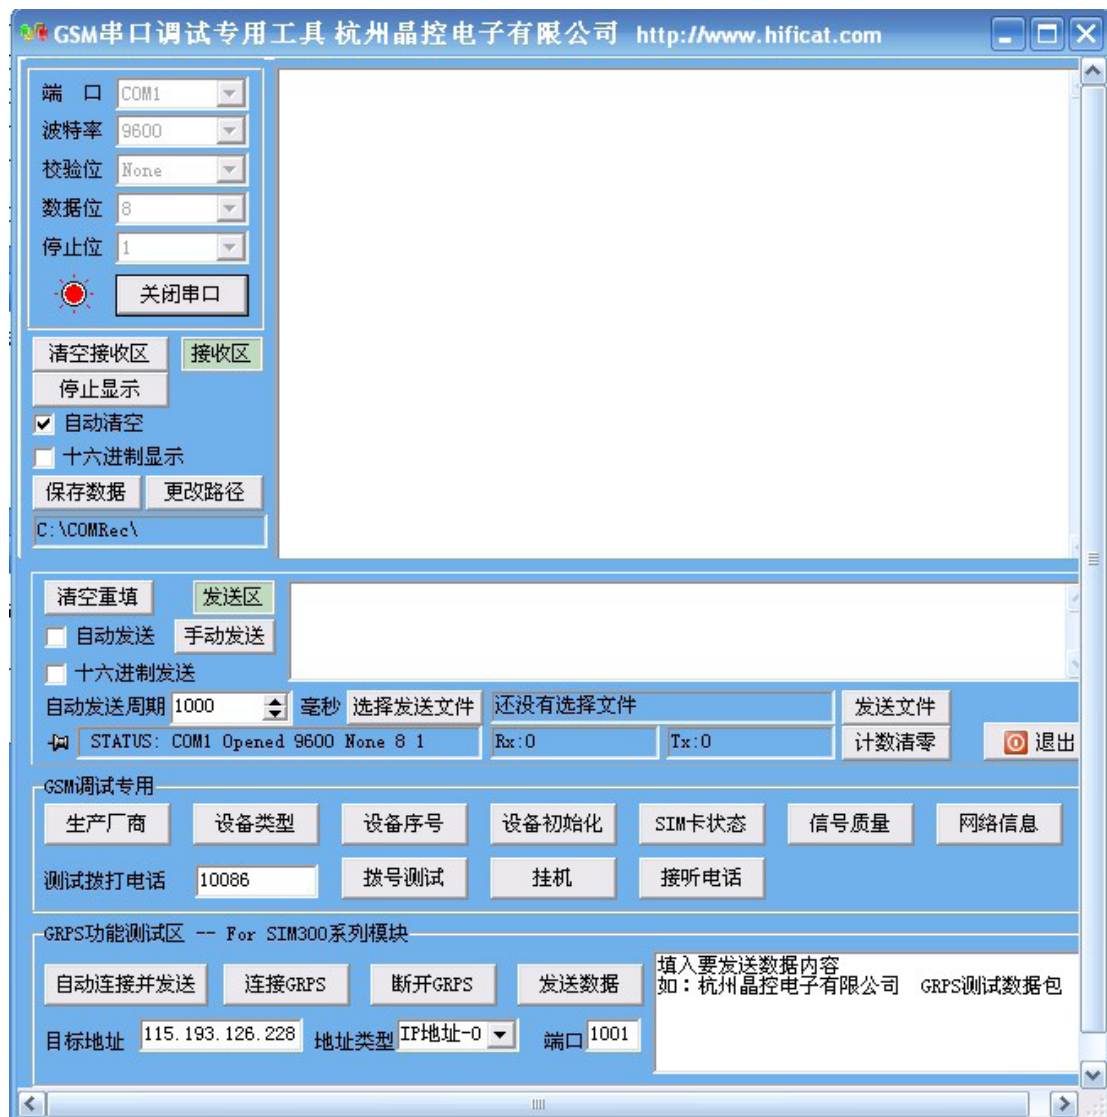 GSM串口调试专用工具 杭州晶控电子有限公司 http://www.hificat.com
端 口 COM1
波特率 9600
校验位 None
数据位 8
停止位 1
关闭串口
清空接收区 接收区
停止显示
自动清空
十六进制显示
保存数据 更改路径
C:\COMRec\
清空重填 发送区
自动发送 手动发送
十六进制发送
自动发送周期 1000 毫秒 选择发送文件 还没有选择文件 发送文件
STATUS: COM1 Opened 9600 None 8 1 Rx:0 Tx:0 计数清零 退出
GSM调试专用
生产厂商 设备类型 设备序号 设备初始化 SIM卡状态 信号质量 网络信息
测试拨打电话 10086 拨号测试 挂机 接听电话
GRPS功能测试区 -- For SIM300系列模块
自动连接并发送 连接GRPS 断开GRPS 发送数据
填入要发送数据内容
如：杭州晶控电子有限公司 GRPS测试数据包
目标地址 115.193.126.228 地址类型 IP地址-0 端口 1001